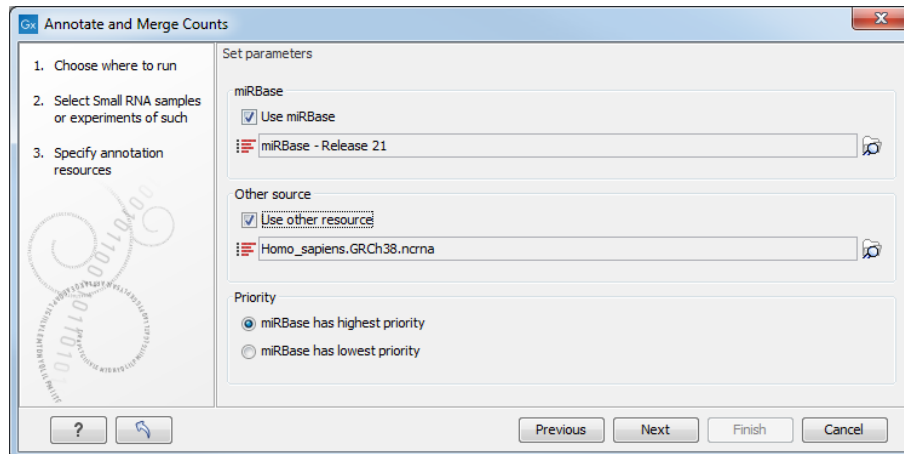 Gx Annotate and Merge Counts
1. Choose where to run
2. Select Small RNA samples
or experiments of such
3. Specify annotation
resources
Set parameters
miRBase
Use miRBase
miRBase - Release 21
Other source
Use other resource
Homo_sapiens.GRCh38.ncrna
Priority
miRBase has highest priority
miRBase has lowest priority
?
Previous
Next
Finish
Cancel